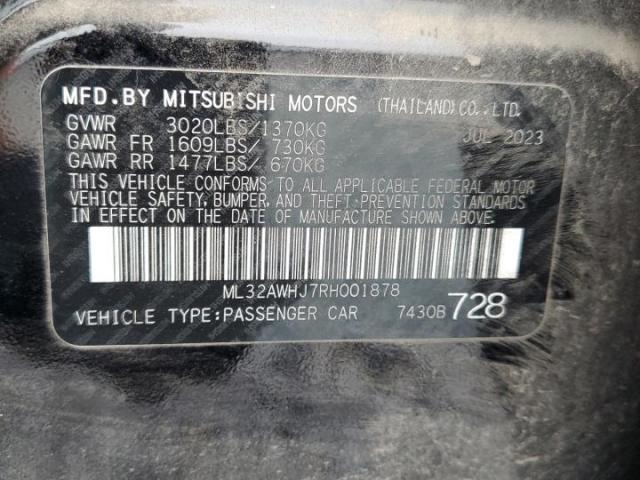 MFD.BY MITSUBISHI MOTORS (THAILAND)CO.,LTD.
GVWR 3020LBS/1370KG JUL 2023
GAWR FR 1609LBS/ 730KG
GAWR RR 1477LBS/ 670KG
THIS VEHICLE CONFORMS TO ALL APPLICABLE FEDERAL MOTOR
VEHICLE SAFETY, BUMPER, AND THEFT PREVENTION STANDARDS
IN EFFECT ON THE DATE OF MANUFACTURE SHOWN ABOVE.
ML32AWHJ7RH001878
VEHICLE TYPE:PASSENGER CAR 7430B 728